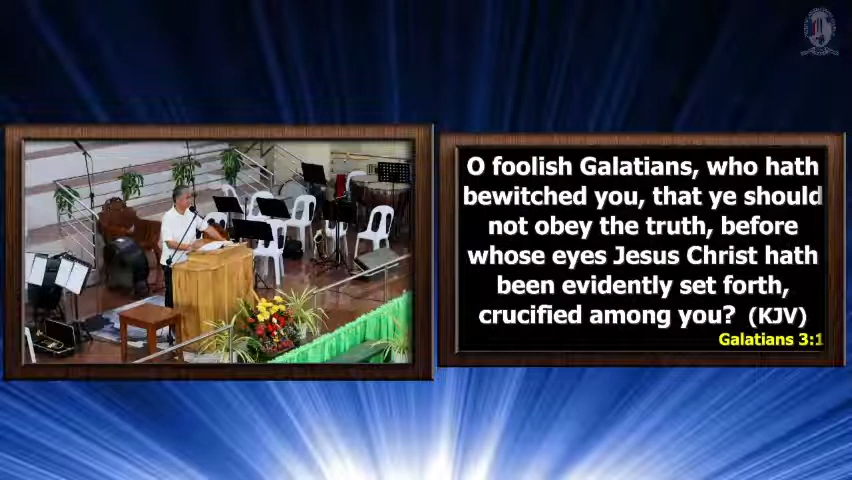 O foolish Galatians, who hath
bewitched you, that ye should
not obey the truth, before
whose eyes Jesus Christ hath
been evidently set forth,
crucified among you? (KJV)
Galatians 3:1